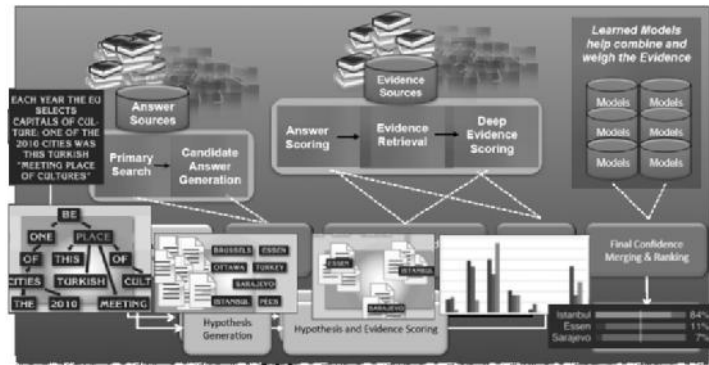 Learned Models
help combine and
weigh the Evidence
Models Models
Models Models
Models Models
Evidence
Sources
Answer
Sources
EACH YEAR THE EU
SELECTS
CAPITALS OF CUL-
TURE: ONE OF THE
2010 CITIES WAS
THIS TURKISH
"MEETING PLACE
OF CULTURES"
Primary
Search
Candidate
Answer
Generation
Answer
Scoring
Evidence
Retrieval
Deep
Evidence
Scoring
BE
ONE PLACE
OF THIS OF
CITIES TURKISH CULT
THE 2010 MEETING
BRUSSELS ESSEN
OTTAWA TURKEY
SARAJEVO
ISTANBUL PÉCS
ESSEN
ISTANBUL
SARAJEVO
Final Confidence
Merging & Ranking
Hypothesis
Generation
Hypothesis and Evidence Scoring
Istanbul 84%
Essen 11%
Sarajevo 7%